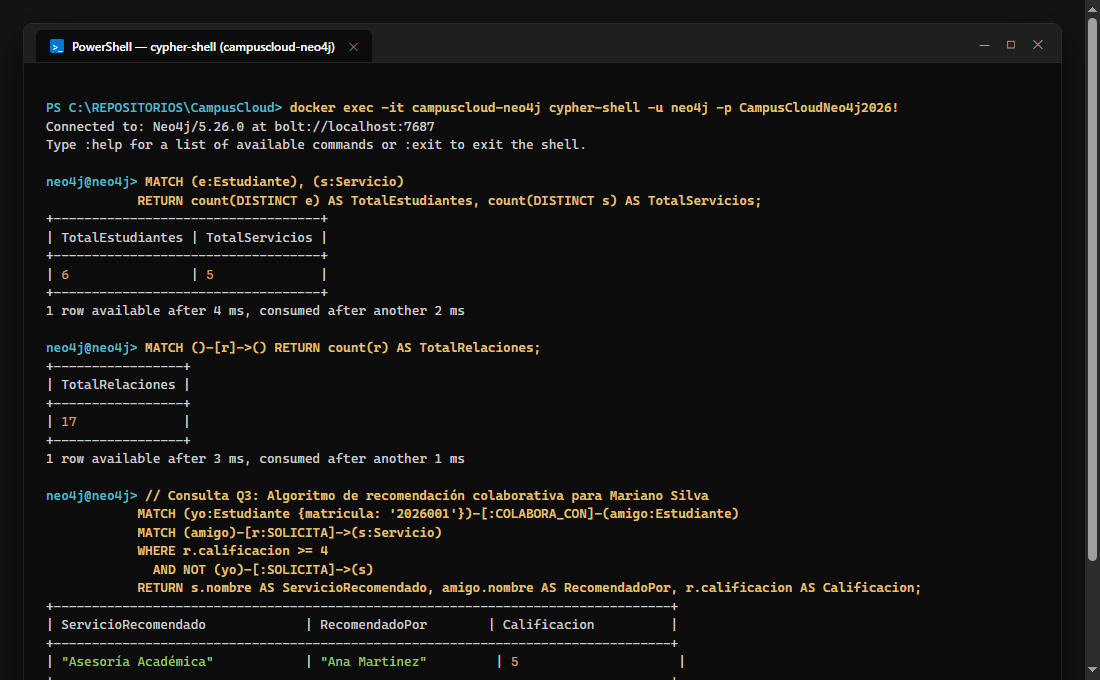 PowerShell — cypher-shell (campuscloud-neo4j)
PS C:\REPOSITORIOS\CampusCloud> docker exec -it campuscloud-neo4j cypher-shell -u neo4j -p CampusCloudNeo4j2026!
Connected to: Neo4j/5.26.0 at bolt://localhost:7687
Type :help for a list of available commands or :exit to exit the shell.
neo4j@neo4j> MATCH (e:Estudiante), (s:Servicio)
RETURN count(DISTINCT e) AS TotalEstudiantes, count(DISTINCT s) AS TotalServicios;
+-----------------------------------+
| TotalEstudiantes | TotalServicios |
+-----------------------------------+
| 6                | 5              |
+-----------------------------------+
1 row available after 4 ms, consumed after another 2 ms
neo4j@neo4j> MATCH ()-[r]->() RETURN count(r) AS TotalRelaciones;
+-----------------+
| TotalRelaciones |
+-----------------+
| 17              |
+-----------------+
1 row available after 3 ms, consumed after another 1 ms
neo4j@neo4j> // Consulta Q3: Algoritmo de recomendación colaborativa para Mariano Silva
MATCH (yo:Estudiante {matricula: '2026001'})-[:COLABORA_CON]-(amigo:Estudiante)
MATCH (amigo)-[r:SOLICITA]->(s:Servicio)
WHERE r.calificacion >= 4
AND NOT (yo)-[:SOLICITA]->(s)
RETURN s.nombre AS ServicioRecomendado, amigo.nombre AS RecomendadoPor, r.calificacion AS Calificacion;
+---------------------------------------------------------------------------------+
| ServicioRecomendado             | RecomendadoPor        | Calificacion          |
+---------------------------------------------------------------------------------+
| "Asesoría Académica"            | "Ana Martinez"         | 5                     |